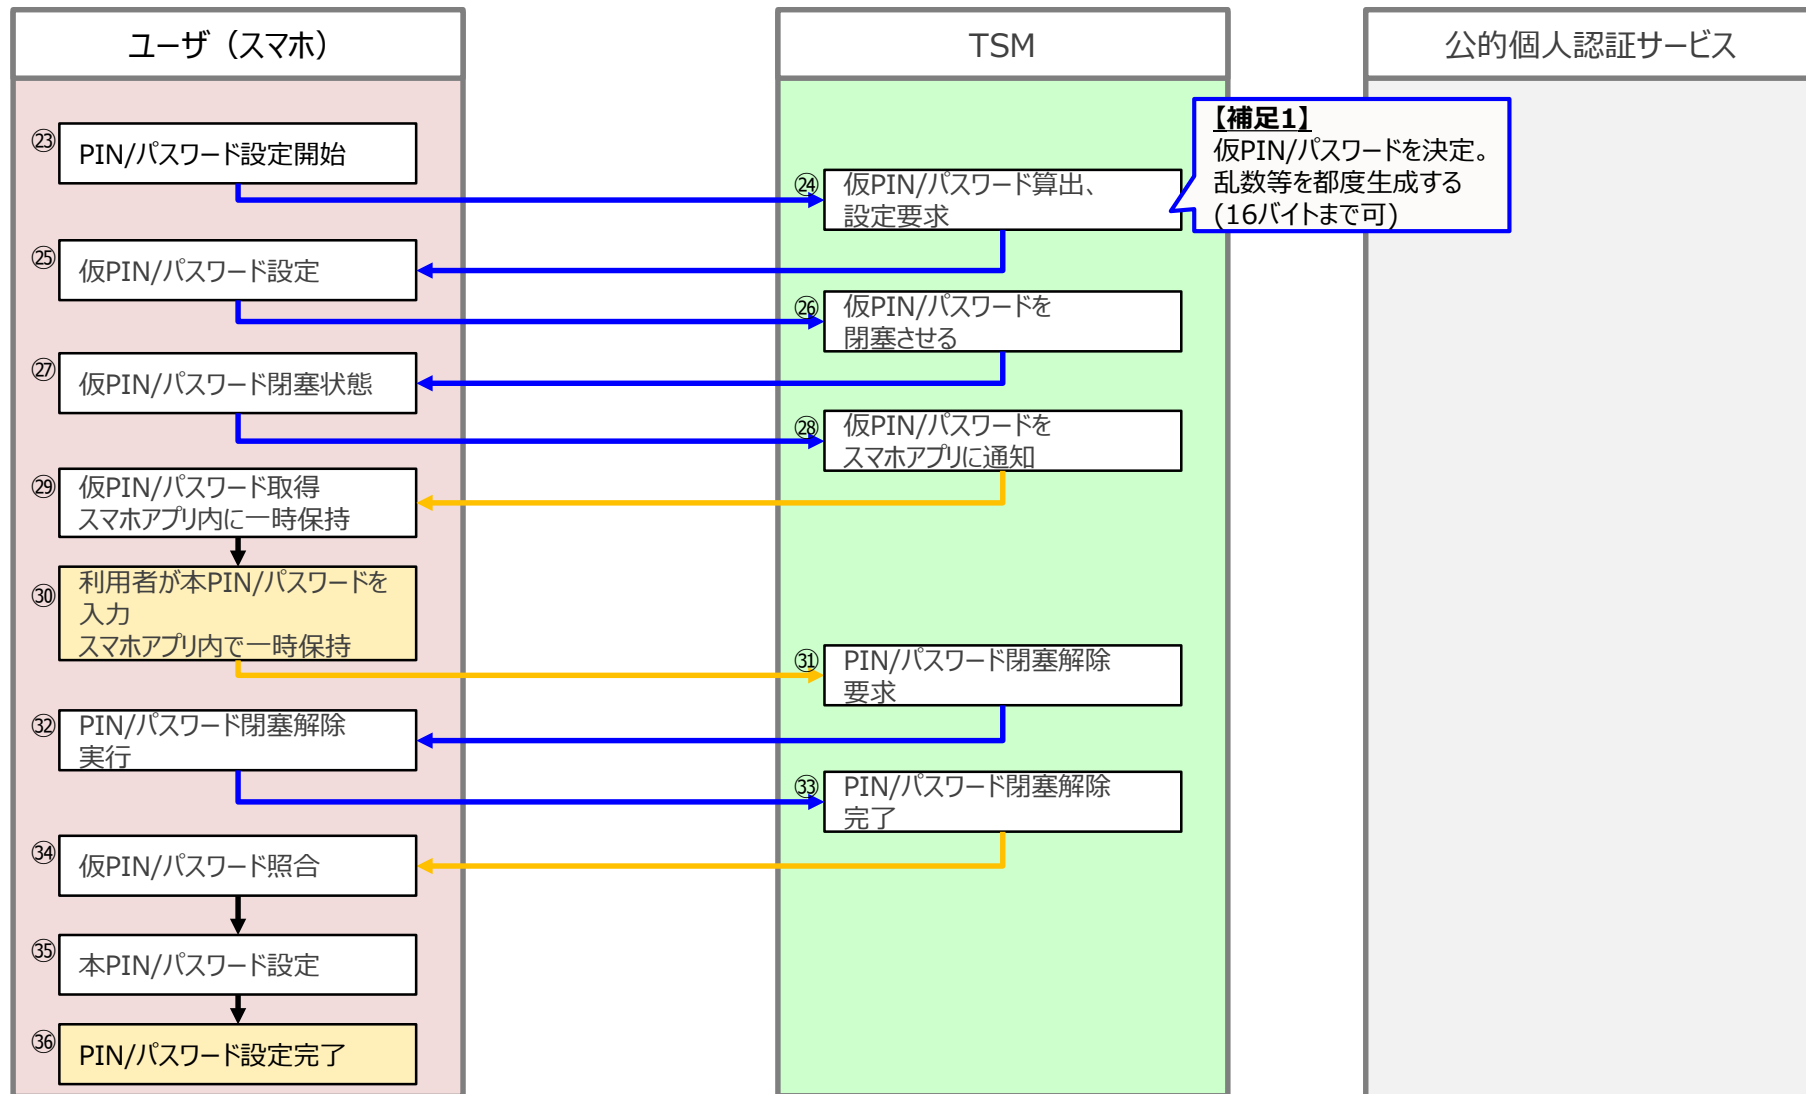 ユーザ（スマホ）
TSM
公的個人認証サービス
㉓
PIN/パスワード設定開始
【補足1】
仮PIN/パスワードを決定。
乱数等を都度生成する
(16バイトまで可)
㉔
仮PIN/パスワード算出、
設定要求
㉕
仮PIN/パスワード設定
㉖
仮PIN/パスワードを
閉塞させる
㉗
仮PIN/パスワード閉塞状態
㉘
仮PIN/パスワードを
スマホアプリに通知
㉙
仮PIN/パスワード取得
スマホアプリ内に一時保持
㉚
利用者が本PIN/パスワードを
入力
スマホアプリ内で一時保持
㉛
PIN/パスワード閉塞解除
要求
㉜
PIN/パスワード閉塞解除
実行
㉝
PIN/パスワード閉塞解除
完了
㉞
仮PIN/パスワード照合
㉟
本PIN/パスワード設定
㊱
PIN/パスワード設定完了